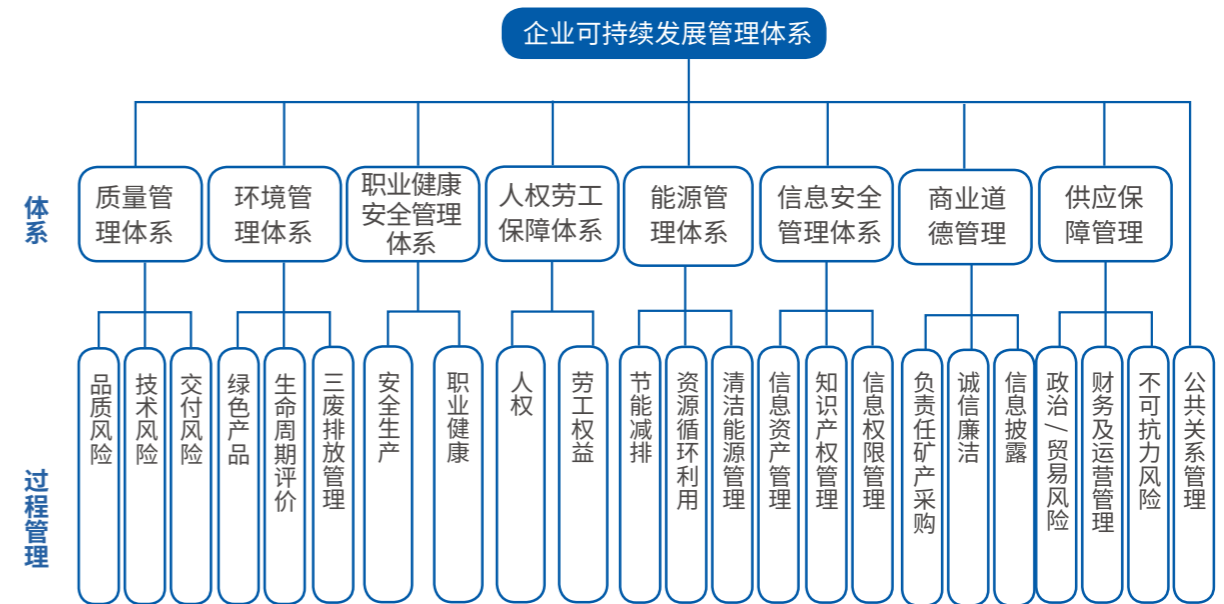 企业可持续发展管理体系
体系
质量管
理体系
环境管
理体系
职业健康
安全管理
体系
人权劳工
保障体系
能源管
理体系
信息安全
管理体系
商业道
德管理
供应保
障管理
过程管理
品质风险
技术风险
交付风险
绿色产品
生命周期评价
三废排放管理
安全生产
职业健康
人权
劳工权益
节能减排
资源循环利用
清洁能源管理
信息资产管理
知识产权管理
信息权限管理
负责任矿产采购
诚信廉洁
信息披露
政治/贸易风险
财务及运营管理
不可抗力风险
公共关系管理